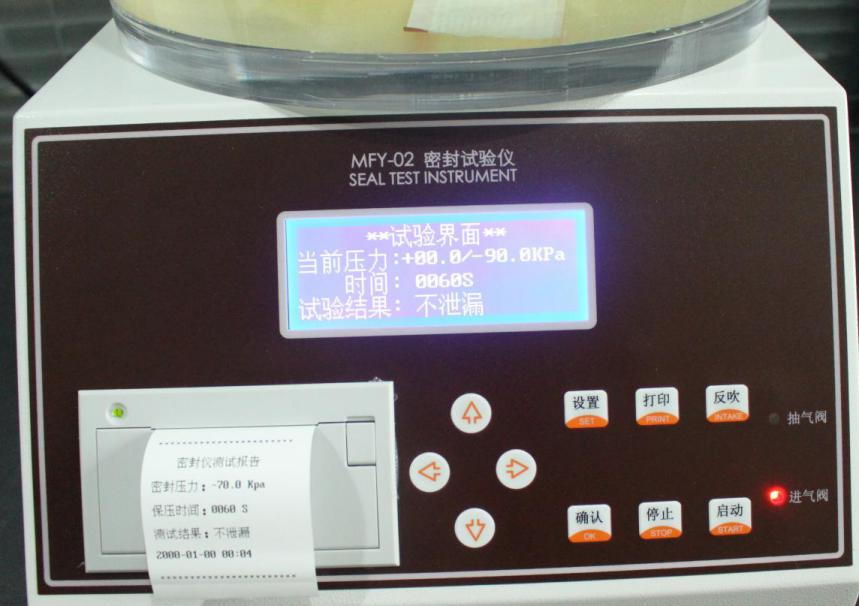 MFY-02 密封试验仪
SEAL TEST INSTRUMENT
**试验界面**
当前压力:+00.0/-90.0KPa
时间: 0060S
试验结果: 不泄漏
设置
SET
打印
PRINT
反吹
INTAKE
抽气阀
进气阀
确认
OK
停止
STOP
启动
START
密封仪测试报告
密封压力:-70.0 Kpa
保压时间:0060 S
测试结果:不泄漏
2000-01-00 00:04